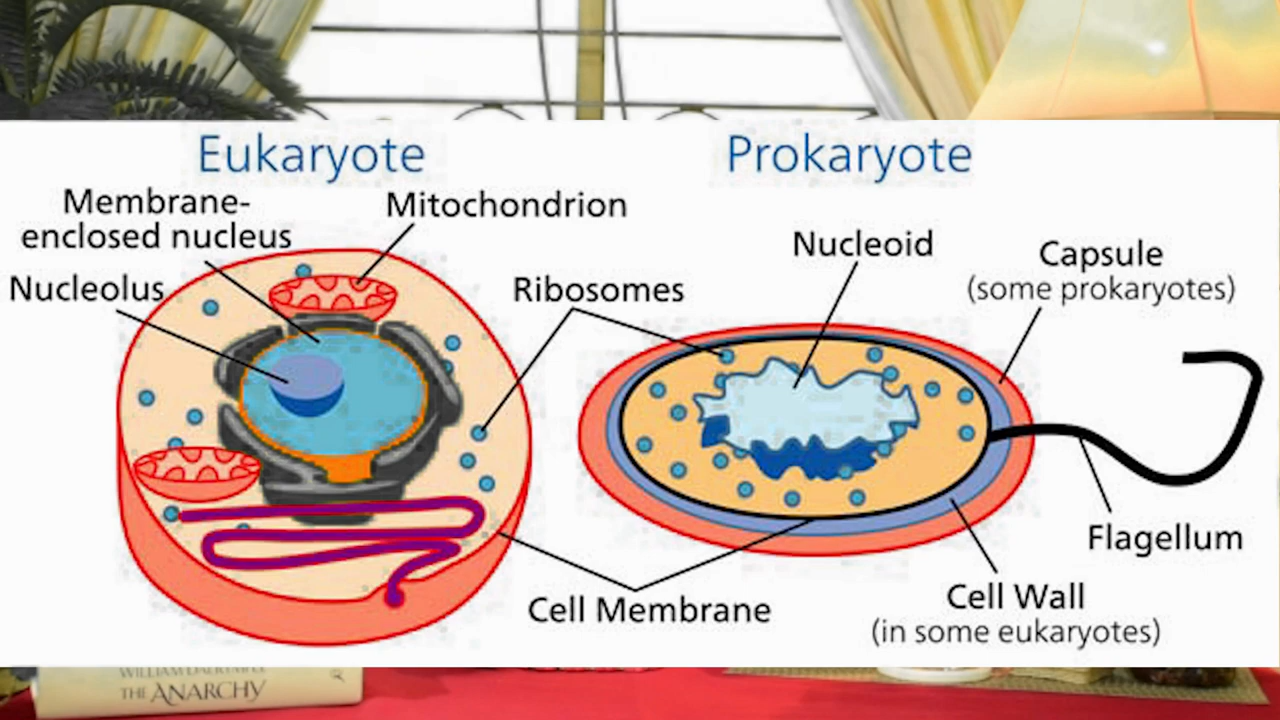 Eukaryote
Prokaryote
Membrane-
enclosed nucleus
Mitochondrion
Nucleolus
Ribosomes
Nucleoid
Capsule
(some prokaryotes)
Flagellum
Cell Membrane
Cell Wall
(in some eukaryotes)
THE ANARCHY